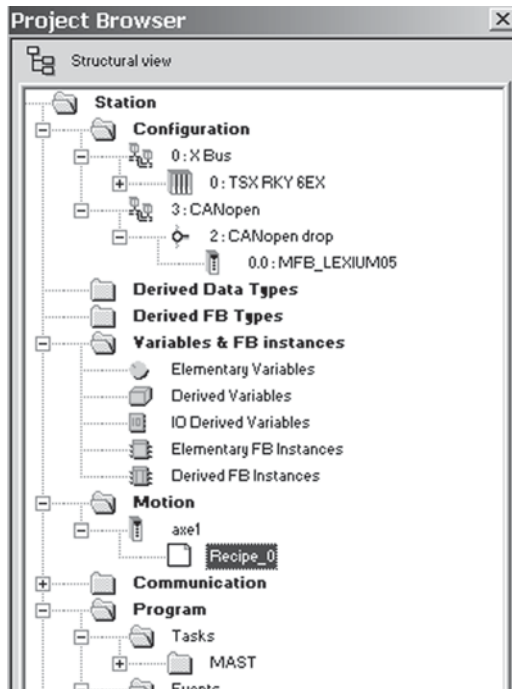 Project Browser
Structural view
Station
Configuration
0 : X Bus
0 : TSX RKY 6EX
3 : CANopen
2 : CANopen drop
0.0 : MFB_LEXIUM05
Derived Data Types
Derived FB Types
Variables & FB instances
Elementary Variables
Derived Variables
IO Derived Variables
Elementary FB Instances
Derived FB Instances
Motion
axe1
Recipe_0
Communication
Program
Tasks
MAST
Events